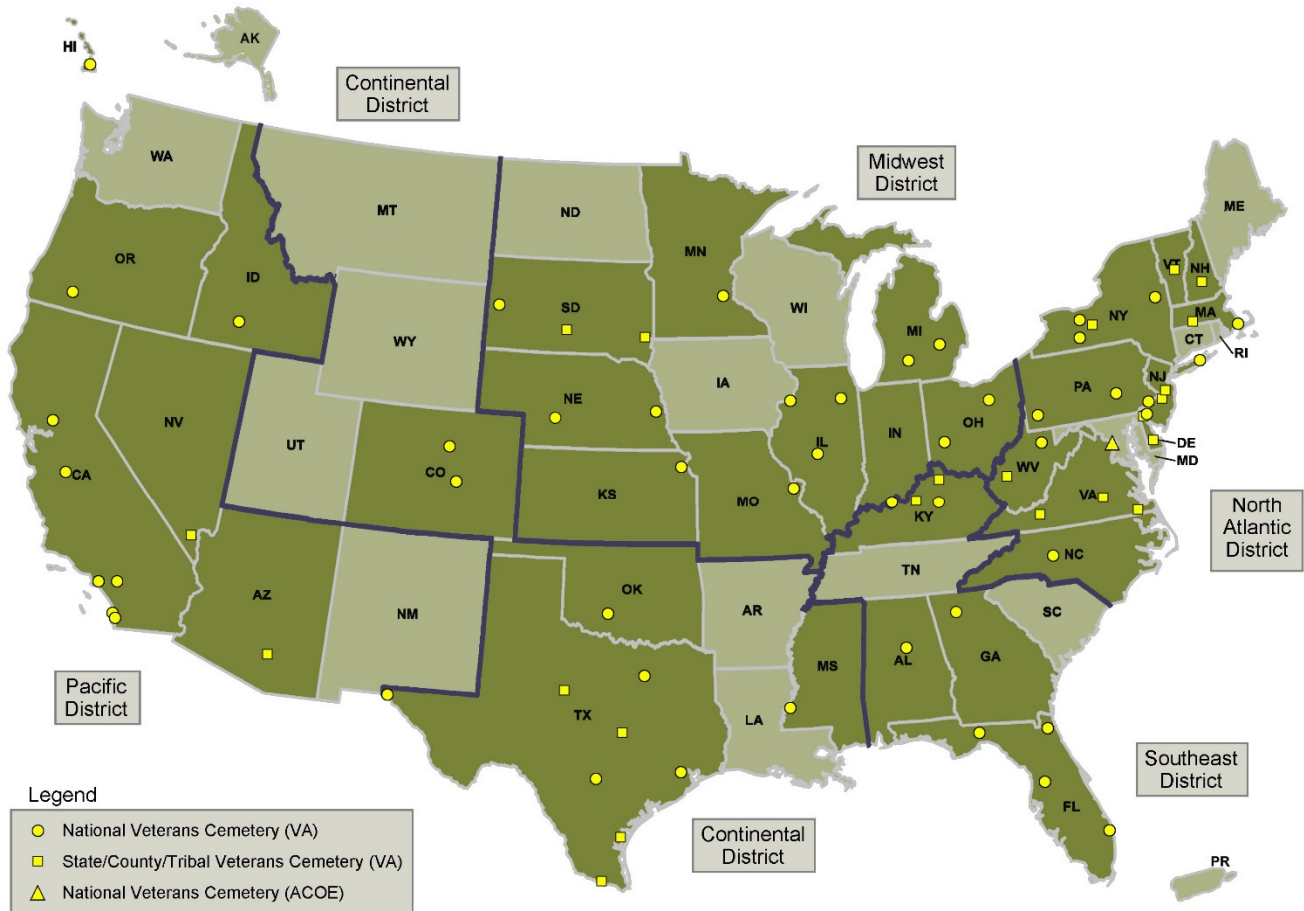 HI
AK
Continental
District
Midwest
District
WA
MT
ND
MN
ME
OR
ID
SD
WI
MI
NY
VT
NH
MA
CT
RI
WY
IA
NE
PA
NJ
NV
UT
CO
IL
IN
OH
DE
MD
CA
KS
MO
WV
VA
KY
North
Atlantic
District
AZ
NM
OK
AR
TN
NC
SC
MS
AL
GA
Pacific
District
TX
LA
Southeast
District
FL
Continental
District
PR
Legend
National Veterans Cemetery (VA)
State/County/Tribal Veterans Cemetery (VA)
National Veterans Cemetery (ACOE)